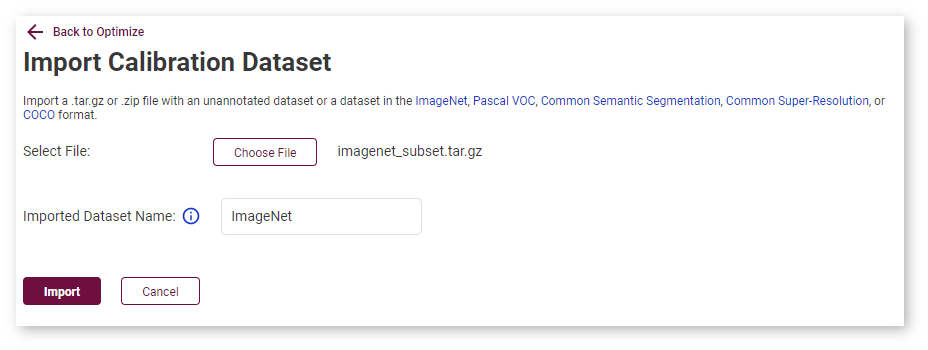 Back to Optimize
Import Calibration Dataset
Import a .tar.gz or .zip file with an unannotated dataset or a dataset in the ImageNet, Pascal VOC, Common Semantic Segmentation, Common Super-Resolution, or
COCO format.
Select File: Choose File imagenet_subset.tar.gz
Imported Dataset Name: i ImageNet
Import Cancel